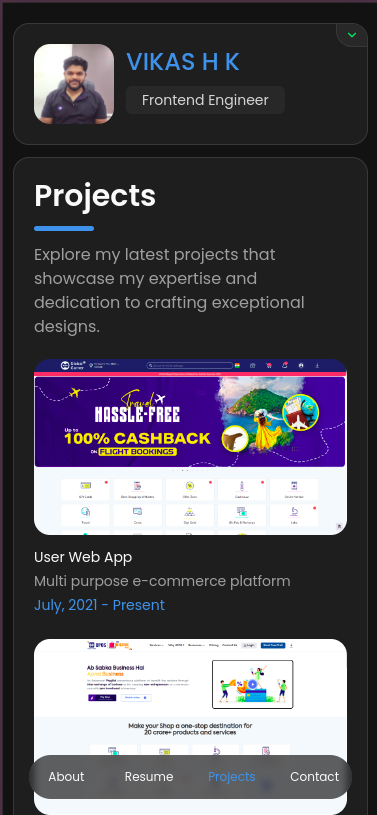 VIKAS H K
Frontend Engineer
Projects
Explore my latest projects that
showcase my expertise and
dedication to crafting exceptional
designs.
Travel
HASSLE-FREE
Up to
100% CASHBACK
ON FLIGHT BOOKINGS
User Web App
Multi purpose e-commerce platform
July, 2021 - Present
Ab Sabka Business Hai
Apna Business
Make your Shop a one-stop destination for
20 crore+ products and services
About Resume Projects Contact